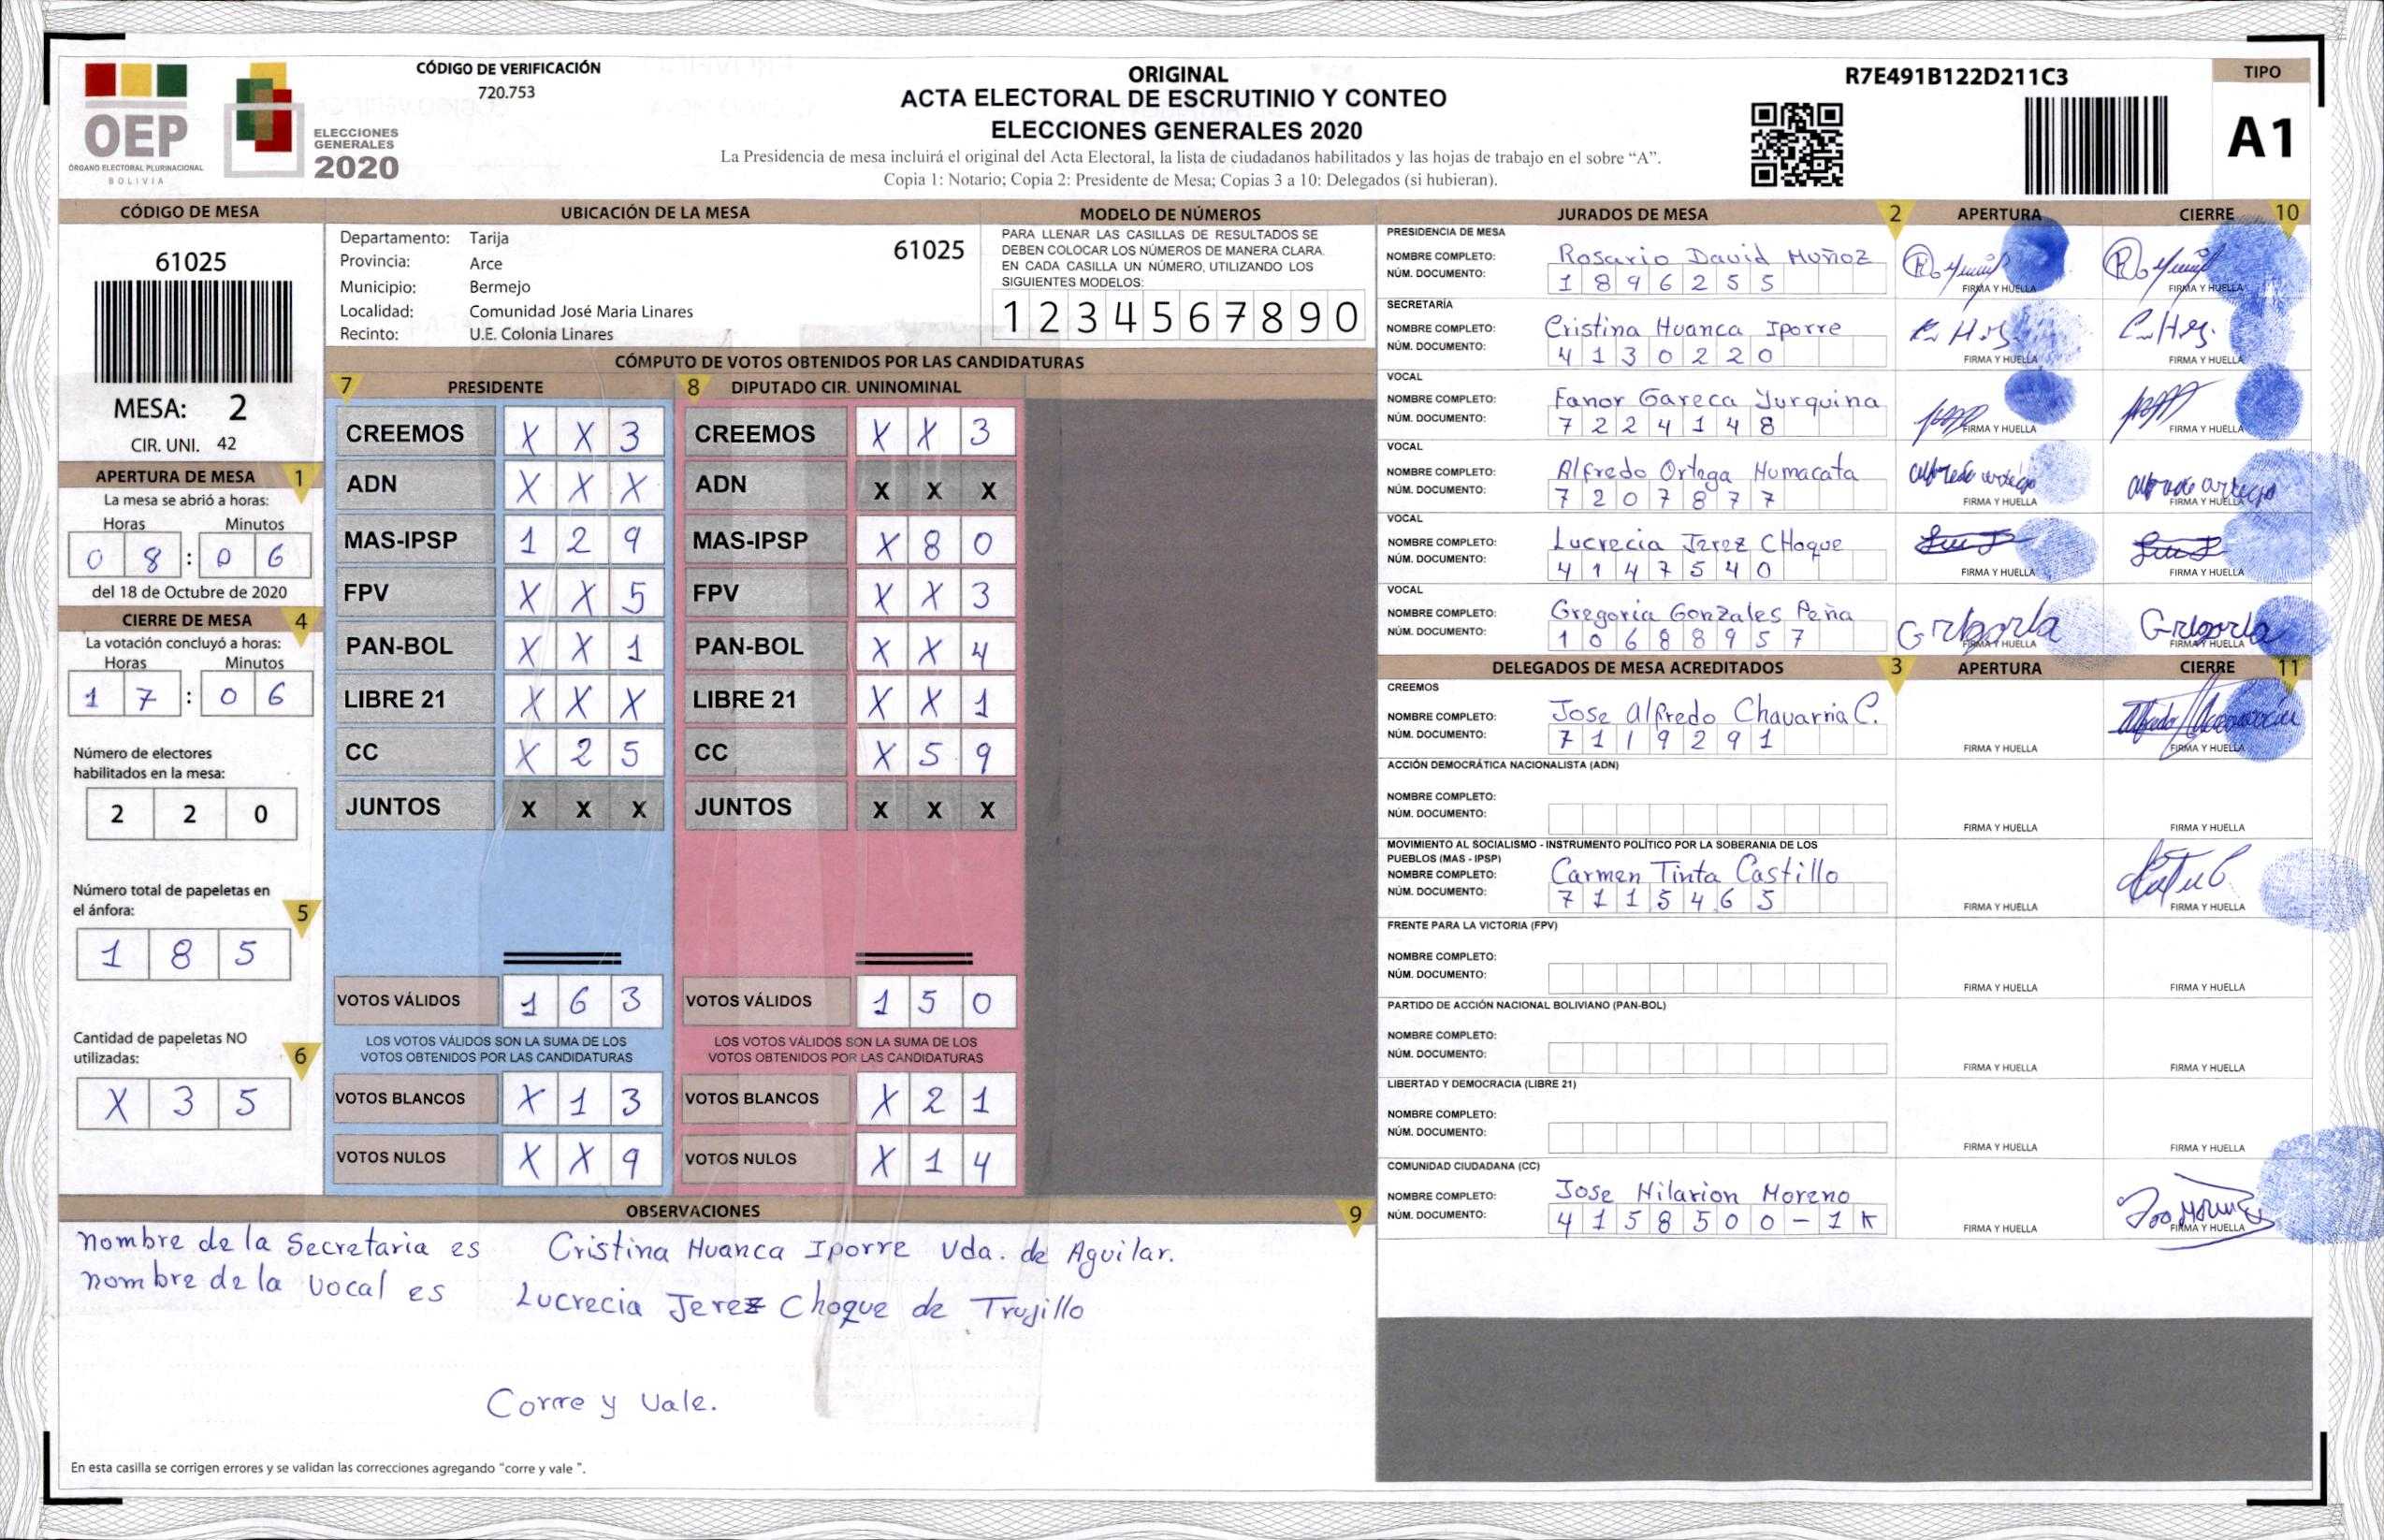 OEP
ÓRGANO ELECTORAL PLURINACIONAL
BOLIVIA
ELECCIONES
GENERALES
2020
CÓDIGO DE VERIFICACIÓN
720.753
ORIGINAL
ACTA ELECTORAL DE ESCRUTINIO Y CONTEO
ELECCIONES GENERALES 2020
La Presidencia de mesa incluirá el original del Acta Electoral, la lista de ciudadanos habilitados y las hojas de trabajo en el sobre “A”.
Copia 1: Notario; Copia 2: Presidente de Mesa; Copias 3 a 10: Delegados (si hubieran).
R7E491B122D211C3
TIPO
A1
CÓDIGO DE MESA
61025
MESA: 2
CIR. UNI. 42
APERTURA DE MESA 1
La mesa se abrió a horas:
Horas Minutos
0 8 : 0 6
del 18 de Octubre de 2020
CIERRE DE MESA 4
La votación concluyó a horas:
Horas Minutos
1 7 : 0 6
Número de electores
habilitados en la mesa:
2 2 0
Número total de papeletas en
el ánfora: 5
1 8 5
Cantidad de papeletas NO
utilizadas: 6
X 3 5
UBICACIÓN DE LA MESA
Departamento: Tarija
Provincia: Arce
Municipio: Bermejo
Localidad: Comunidad José Maria Linares
Recinto: U.E. Colonia Linares
61025
MODELO DE NÚMEROS
PARA LLENAR LAS CASILLAS DE RESULTADOS SE
DEBEN COLOCAR LOS NÚMEROS DE MANERA CLARA.
EN CADA CASILLA UN NÚMERO, UTILIZANDO LOS
SIGUIENTES MODELOS:
1 2 3 4 5 6 7 8 9 0
CÓMPUTO DE VOTOS OBTENIDOS POR LAS CANDIDATURAS
7 PRESIDENTE 8 DIPUTADO CIR. UNINOMINAL
CREEMOS X X 3 CREEMOS X X 3
ADN X X X ADN X X X
MAS-IPSP 1 2 9 MAS-IPSP X 8 0
FPV X X 5 FPV X X 3
PAN-BOL X X 1 PAN-BOL X X 4
LIBRE 21 X X X LIBRE 21 X X 1
CC X 2 5 CC X 5 9
JUNTOS X X X JUNTOS X X X
VOTOS VÁLIDOS 1 6 3 VOTOS VÁLIDOS 1 5 0
LOS VOTOS VÁLIDOS SON LA SUMA DE LOS LOS VOTOS VÁLIDOS SON LA SUMA DE LOS
VOTOS OBTENIDOS POR LAS CANDIDATURAS VOTOS OBTENIDOS POR LAS CANDIDATURAS
VOTOS BLANCOS X 1 3 VOTOS BLANCOS X 2 1
VOTOS NULOS X X 9 VOTOS NULOS X 1 4
OBSERVACIONES 9
nombre de la Secretaria es Cristina Huanca Iporre Vda. de Aguilar.
nombre de la vocal es Lucrecia Jerez Choque de Trujillo
Corre y Vale.
En esta casilla se corrigen errores y se validan las correcciones agregando “corre y vale ”.
JURADOS DE MESA 2 APERTURA CIERRE 10
PRESIDENCIA DE MESA
NOMBRE COMPLETO: Rosario David Muñoz
NÚM. DOCUMENTO: 1 8 9 6 2 5 5
FIRMA Y HUELLA FIRMA Y HUELLA
SECRETARÍA
NOMBRE COMPLETO: Cristina Huanca Iporre
NÚM. DOCUMENTO: 4 1 3 0 2 2 0
FIRMA Y HUELLA FIRMA Y HUELLA
VOCAL
NOMBRE COMPLETO: Fanor Gareca Yurquina
NÚM. DOCUMENTO: 7 2 2 4 1 4 8
FIRMA Y HUELLA FIRMA Y HUELLA
VOCAL
NOMBRE COMPLETO: Alfredo Ortega Humacata
NÚM. DOCUMENTO: 7 2 0 7 8 7 7
FIRMA Y HUELLA FIRMA Y HUELLA
VOCAL
NOMBRE COMPLETO: Lucrecia Jerez CHoque
NÚM. DOCUMENTO: 4 1 4 7 5 4 0
FIRMA Y HUELLA FIRMA Y HUELLA
VOCAL
NOMBRE COMPLETO: Gregoria Gonzales Peña
NÚM. DOCUMENTO: 1 0 6 8 8 9 5 7
FIRMA Y HUELLA FIRMA Y HUELLA
DELEGADOS DE MESA ACREDITADOS 3 APERTURA CIERRE 11
CREEMOS
NOMBRE COMPLETO: Jose Alfredo Chavarria C.
NÚM. DOCUMENTO: 7 1 1 9 2 9 1
FIRMA Y HUELLA FIRMA Y HUELLA
ACCIÓN DEMOCRÁTICA NACIONALISTA (ADN)
NOMBRE COMPLETO:
NÚM. DOCUMENTO:
FIRMA Y HUELLA FIRMA Y HUELLA
MOVIMIENTO AL SOCIALISMO - INSTRUMENTO POLÍTICO POR LA SOBERANIA DE LOS
PUEBLOS (MAS - IPSP)
NOMBRE COMPLETO: Carmen Tinta Castillo
NÚM. DOCUMENTO: 7 1 1 5 4 6 5
FIRMA Y HUELLA FIRMA Y HUELLA
FRENTE PARA LA VICTORIA (FPV)
NOMBRE COMPLETO:
NÚM. DOCUMENTO:
FIRMA Y HUELLA FIRMA Y HUELLA
PARTIDO DE ACCIÓN NACIONAL BOLIVIANO (PAN-BOL)
NOMBRE COMPLETO:
NÚM. DOCUMENTO:
FIRMA Y HUELLA FIRMA Y HUELLA
LIBERTAD Y DEMOCRACIA (LIBRE 21)
NOMBRE COMPLETO:
NÚM. DOCUMENTO:
FIRMA Y HUELLA FIRMA Y HUELLA
COMUNIDAD CIUDADANA (CC)
NOMBRE COMPLETO: Jose Hilarion Moreno
NÚM. DOCUMENTO: 4 1 5 8 5 0 0 - 1 K
FIRMA Y HUELLA FIRMA Y HUELLA